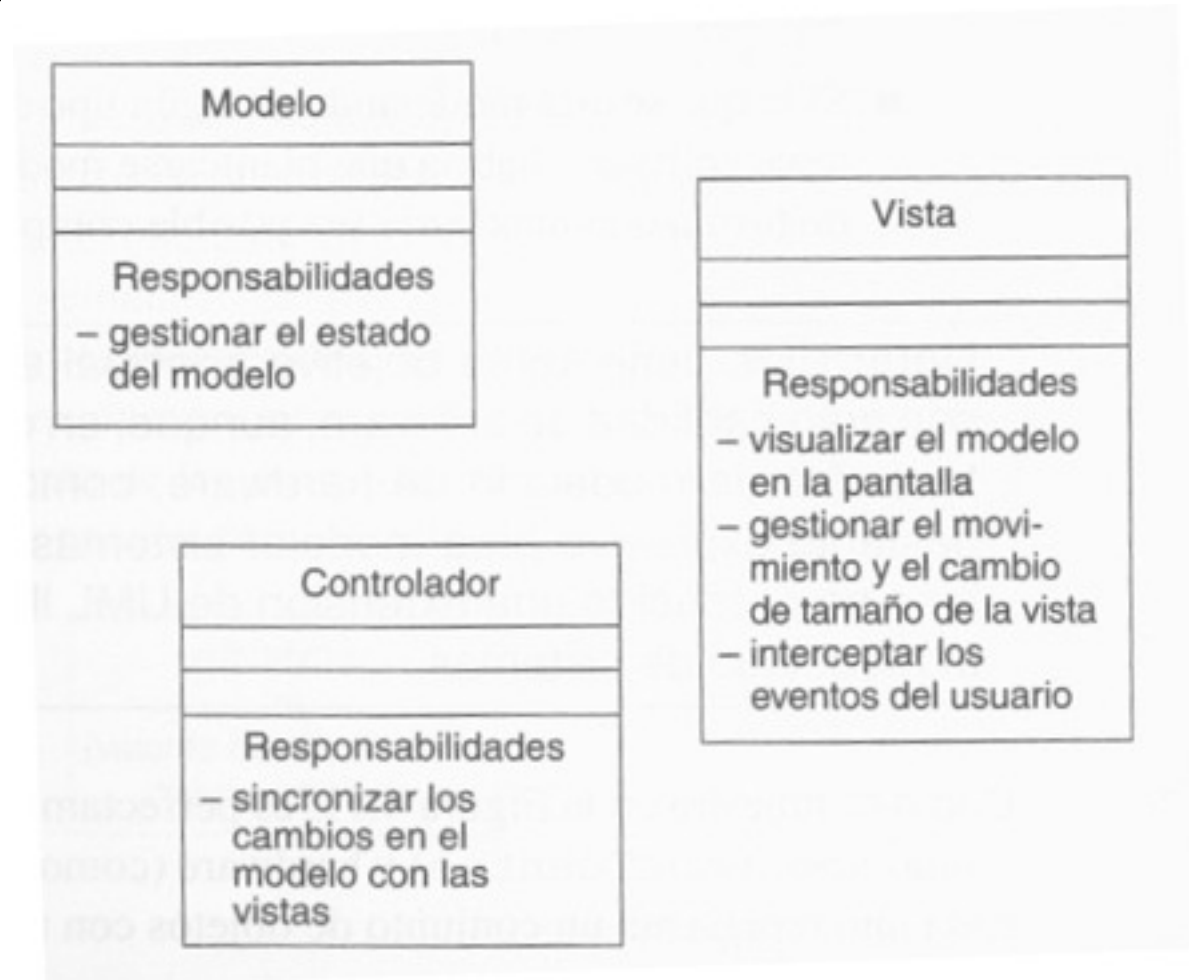 Modelo
Responsabilidades
– gestionar el estado
del modelo
Vista
Responsabilidades
– visualizar el modelo
en la pantalla
– gestionar el movi-
miento y el cambio
de tamaño de la vista
– interceptar los
eventos del usuario
Controlador
Responsabilidades
– sincronizar los
cambios en el
modelo con las
vistas